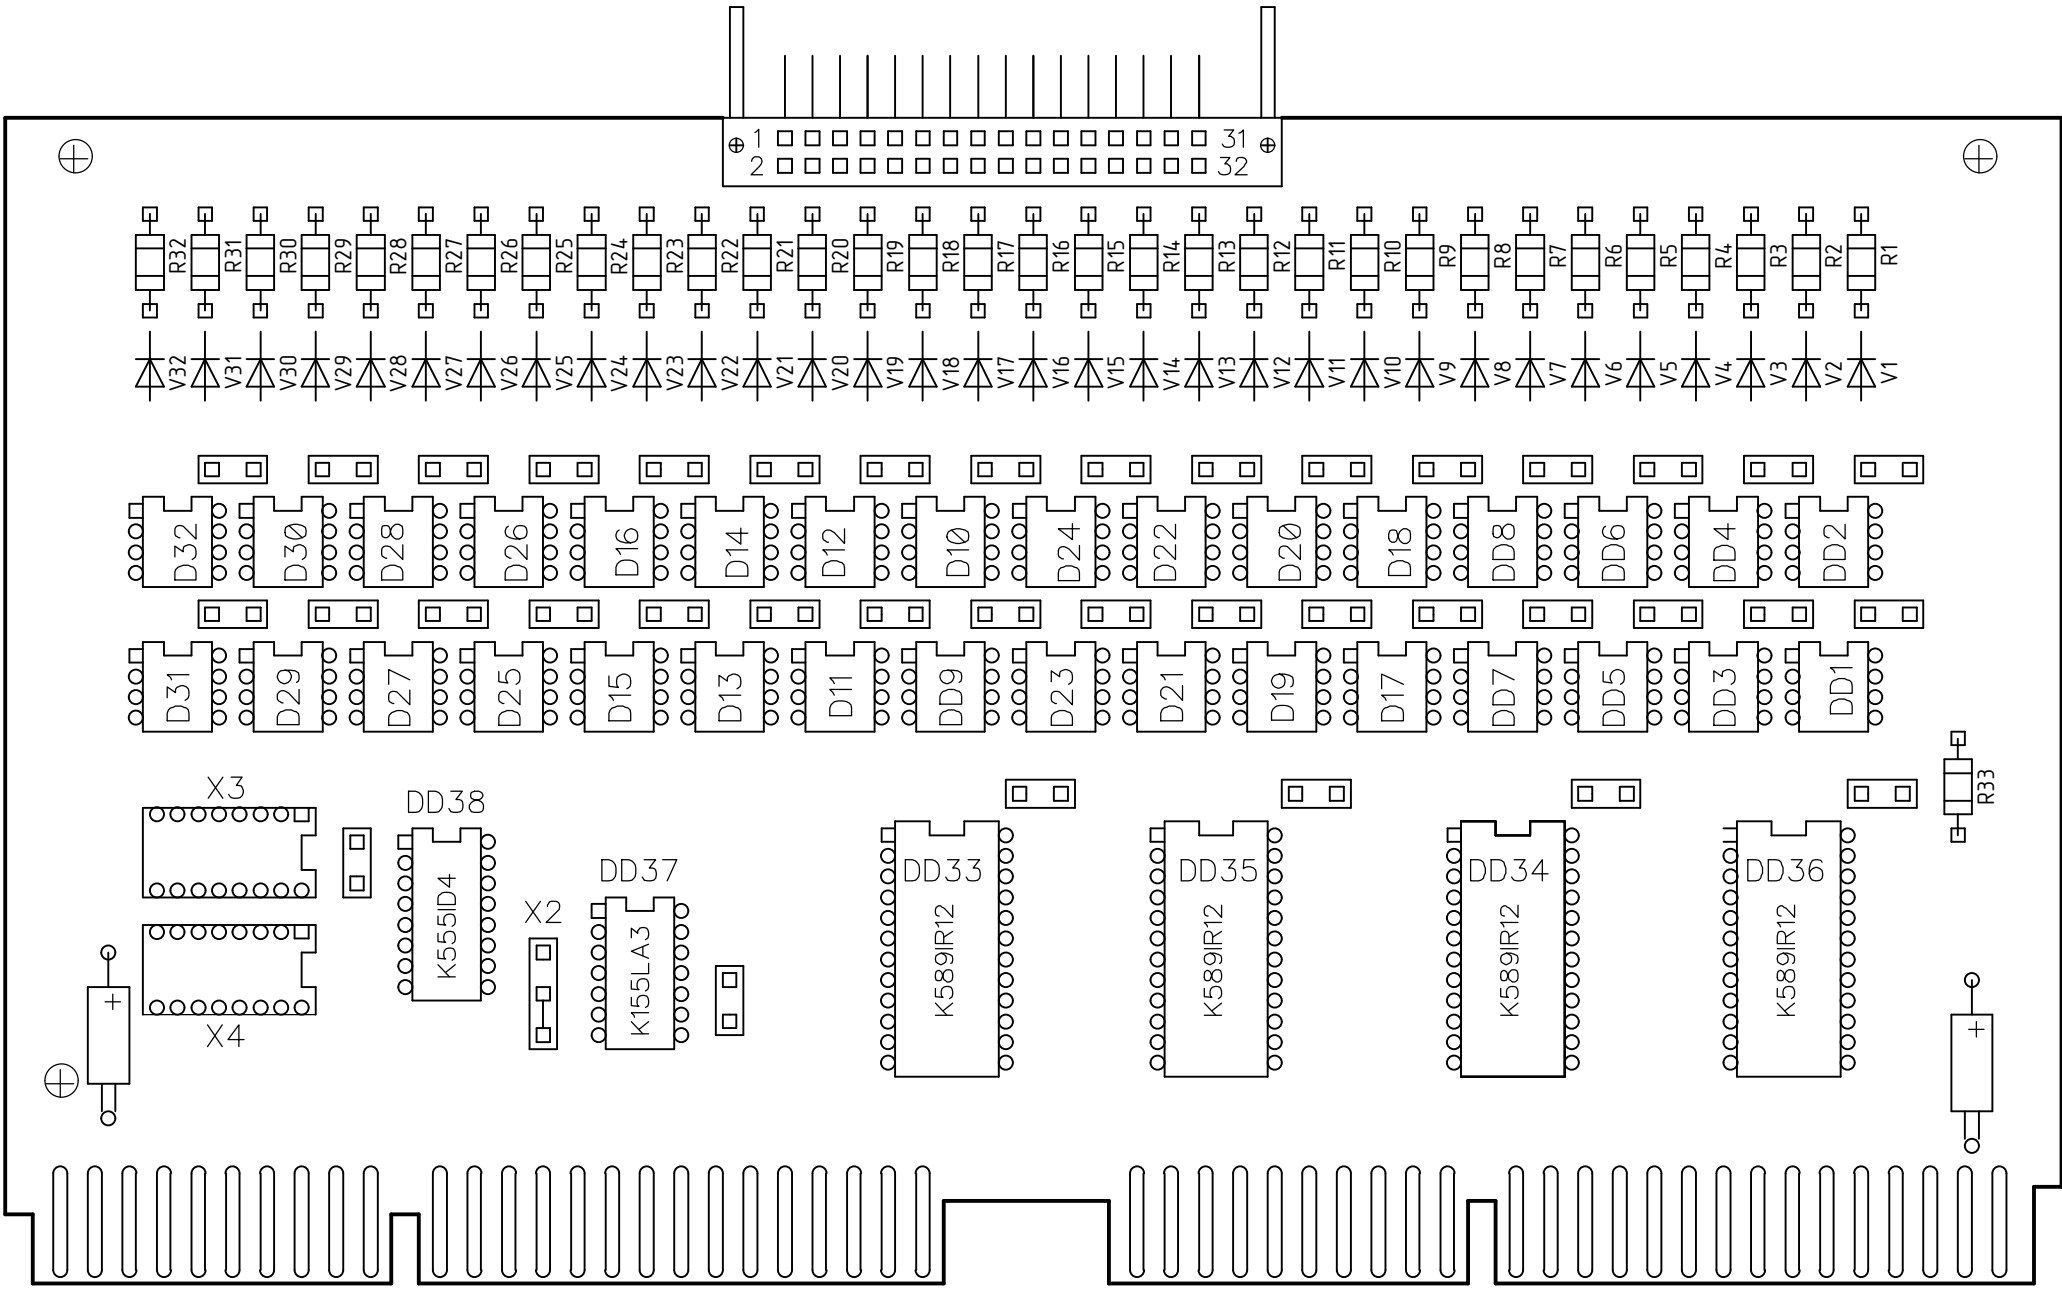 1 31
2 32
R32 R31 R30 R29 R28 R27 R26 R25 R24 R23 R22 R21 R20 R19 R18 R17 R16 R15 R14 R13 R12 R11 R10 R9 R8 R7 R6 R5 R4 R3 R2 R1
V32 V31 V30 V29 V28 V27 V26 V25 V24 V23 V22 V21 V20 V19 V18 V17 V16 V15 V14 V13 V12 V11 V10 V9 V8 V7 V6 V5 V4 V3 V2 V1
D32 D30 D28 D26 D16 D14 D12 D10 D24 D22 D20 D18 DD8 DD6 DD4 DD2
D31 D29 D27 D25 D15 D13 D11 DD9 D23 D21 D19 D17 DD7 DD5 DD3 DD1
R33
X3
DD38
K555ID4
DD37
K155LA3
X2
X4
+
DD33
K589IR12
DD35
K589IR12
DD34
K589IR12
DD36
K589IR12
+